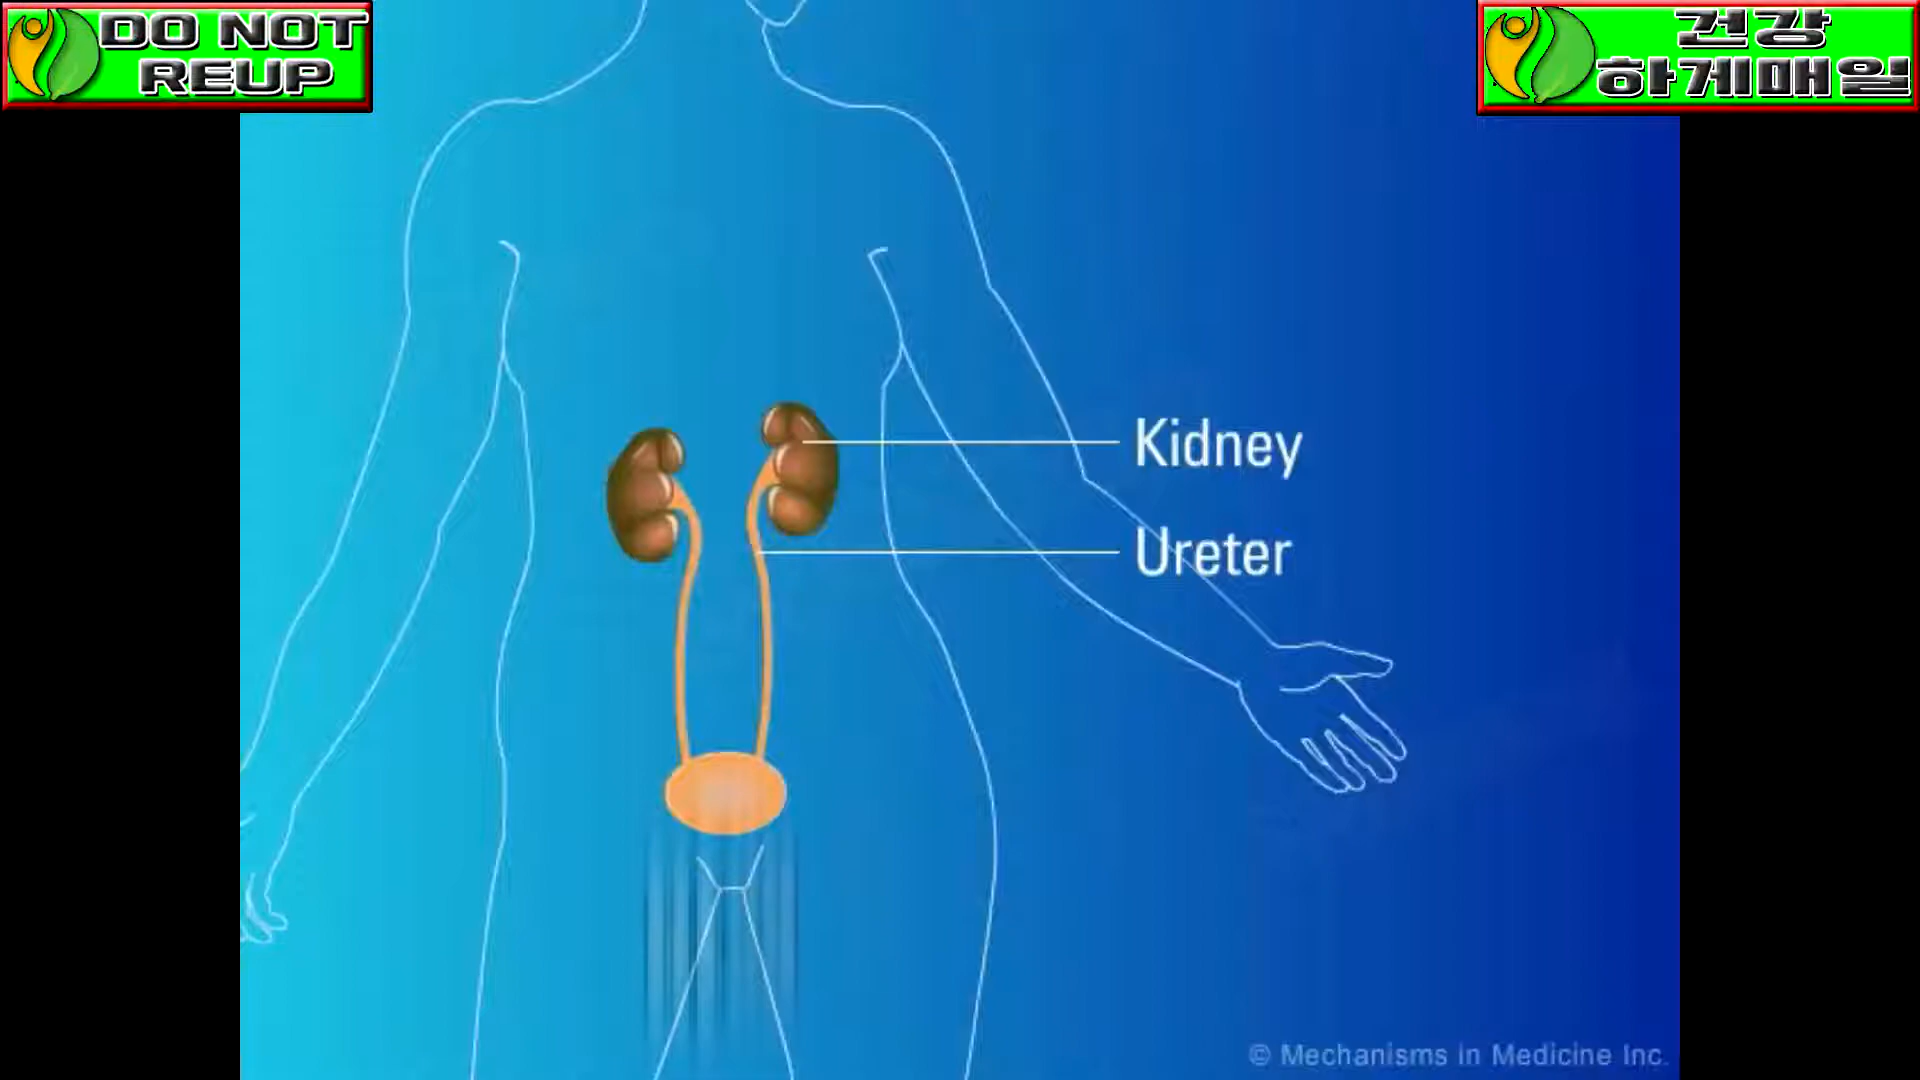 DO NOT
REUP
건강
하게매일
Kidney
Ureter
© Mechanisms in Medicine Inc.